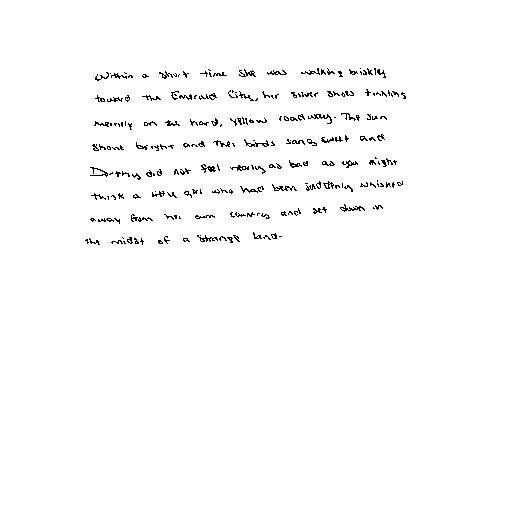 Within a short time she was walking briskly
toward the Emerald City, her silver shoes tinkling
merrily on the hard, yellow roadway. The sun
shone bright and the birds sang sweet and
Dorothy did not feel nearly as bad as you might
think a little girl who had been suddenly whisked
away from her own country and set down in
the midst of a strange land.